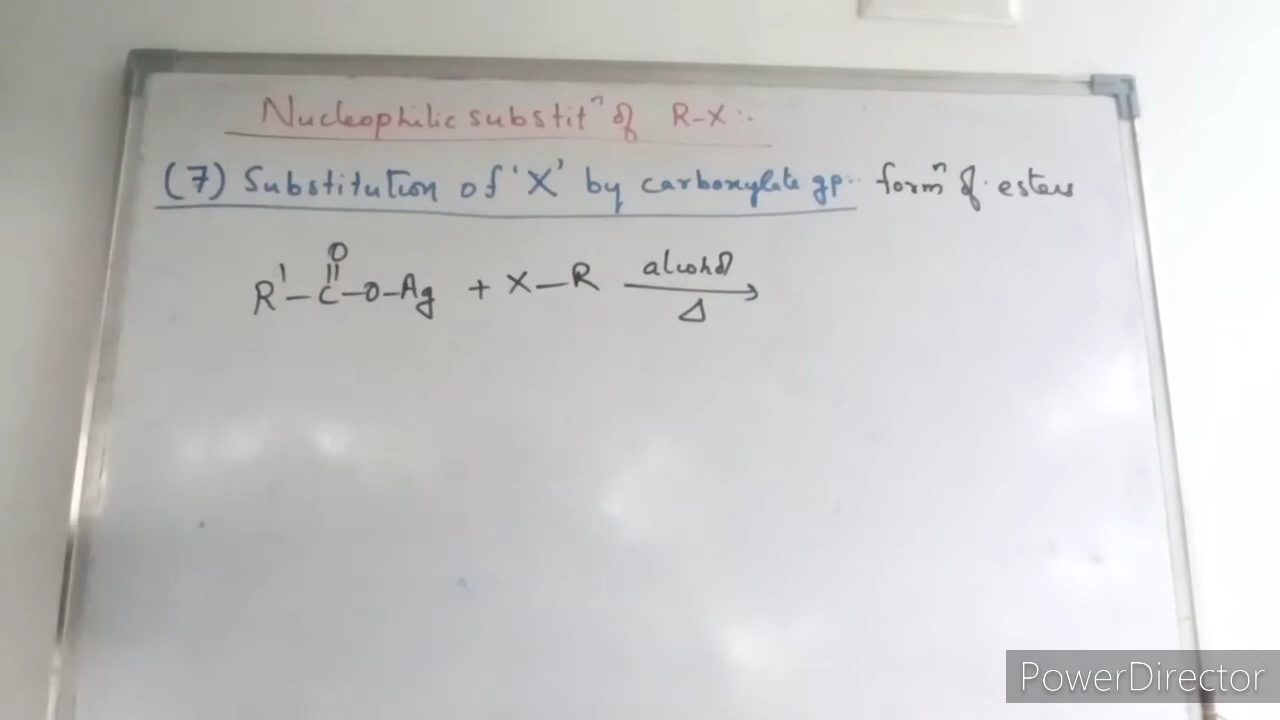 Nucleophilic substitⁿ of R-X :-
(7) Substitution of 'X' by carboxylate gp:- formⁿ of esters
O
R'-C-O-Ag + X-R alcohol
Δ
PowerDirector